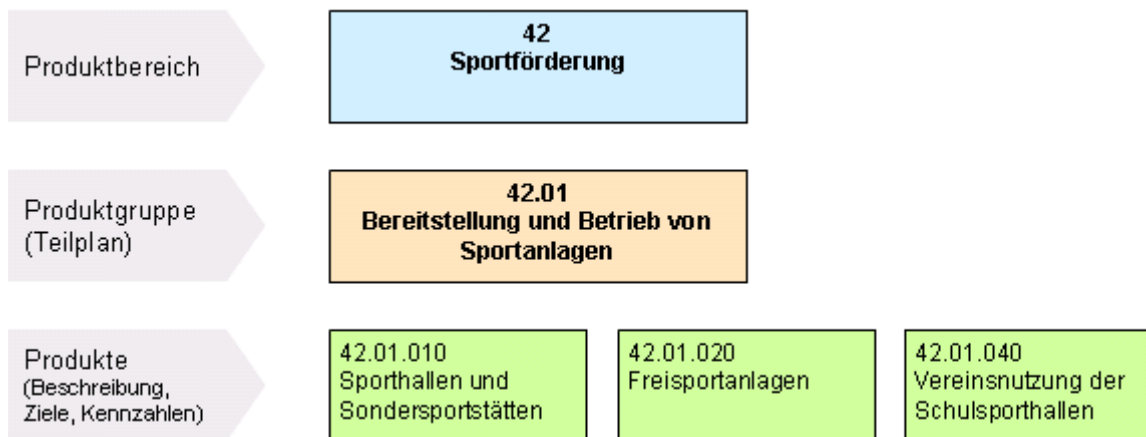 Produktbereich
42
Sportförderung
Produktgruppe
(Teilplan)
42.01
Bereitstellung und Betrieb von
Sportanlagen
Produkte
(Beschreibung,
Ziele, Kennzahlen)
42.01.010
Sporthallen und
Sondersportstätten
42.01.020
Freisportanlagen
42.01.040
Vereinsnutzung der
Schulsporthallen